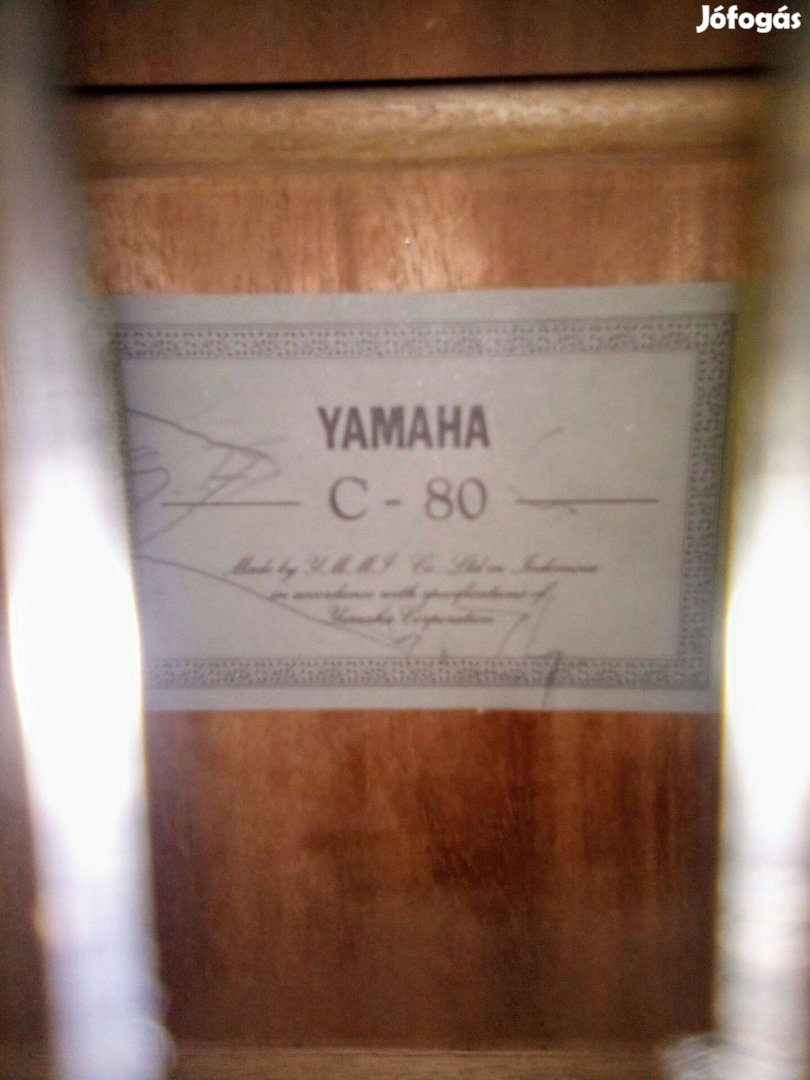 Jófogás
YAMAHA
C - 80
Made by Y.M.M.I Co. Ltd in Indonesia
in accordance with specifications of
Yamaha Corporation